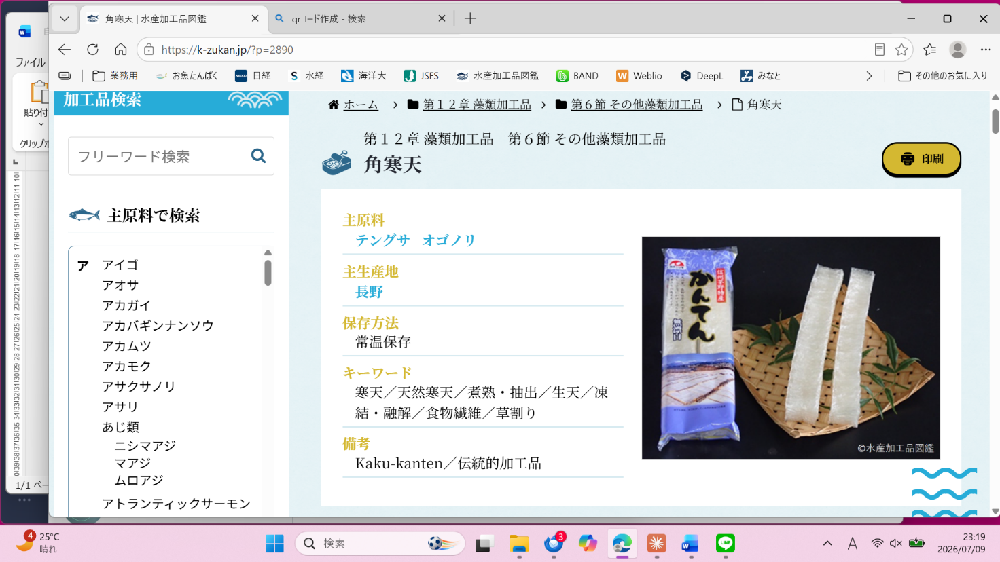 角寒天 | 水産加工品図鑑
qrコード作成 - 検索
https://k-zukan.jp/?p=2890
業務用
お魚たんぱく
NIKKEI
日経
S
水経
海洋大
JSFS
水産加工品図鑑
BAND
W
Weblio
DeepL
みなと
その他のお気に入り
W
ファイル
貼り付
クリップボ
1/1 ペー
加工品検索
フリーワード検索
主原料で検索
ア
アイゴ
アオサ
アカガイ
アカバギンナンソウ
アカムツ
アカモク
アサクサノリ
アサリ
あじ類
ニシマアジ
マアジ
ムロアジ
アトランティックサーモン
ホーム
第１２章 藻類加工品
第６節 その他藻類加工品
角寒天
第１２章 藻類加工品　第６節 その他藻類加工品
角寒天
印刷
主原料
テングサ　オゴノリ
主生産地
長野
保存方法
常温保存
キーワード
寒天／天然寒天／煮熟・抽出／生天／凍
結・融解／食物繊維／草割り
備考
Kaku-kanten／伝統的加工品
信州茅野特産
かんてん
©水産加工品図鑑
4
25°C
晴れ
検索
3
W
LINE
A
23:19
2026/07/09